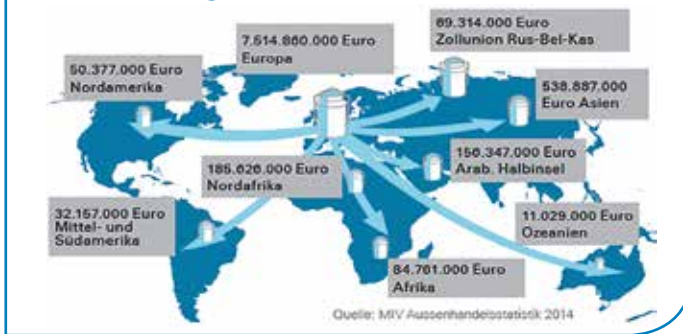 69.314.000 Euro
Zollunion Rus-Bel-Kas
7.514.860.000 Euro
Europa
50.377.000 Euro
Nordamerika
538.887.000
Euro Asien
185.626.000 Euro
Nordafrika
156.347.000 Euro
Arab. Halbinsel
32.157.000 Euro
Mittel- und
Südamerika
11.029.000 Euro
Ozeanien
84.761.000 Euro
Afrika
Quelle: MIV Aussenhandelsstatistik 2014